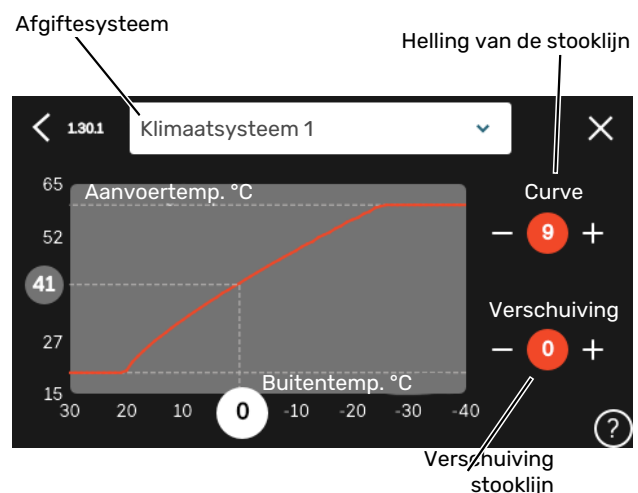 Afgiftesysteem
Helling van de stooklijn
1.30.1
Klimaatsysteem 1
65
Aanvoertemp. °C
Curve
52
− 9 +
41
Verschuiving
27
− 0 +
Buitentemp. °C
15
30 20 10 0 -10 -20 -30 -40
?
Verschuiving
stooklijn